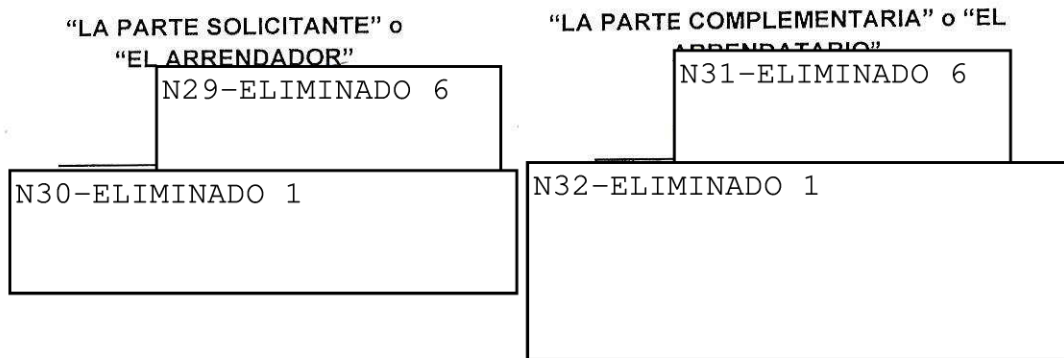 “LA PARTE SOLICITANTE” o
“EL ARRENDADOR”
N29-ELIMINADO 6
N30-ELIMINADO 1
“LA PARTE COMPLEMENTARIA” o “EL
ARRENDATARIO”
N31-ELIMINADO 6
N32-ELIMINADO 1